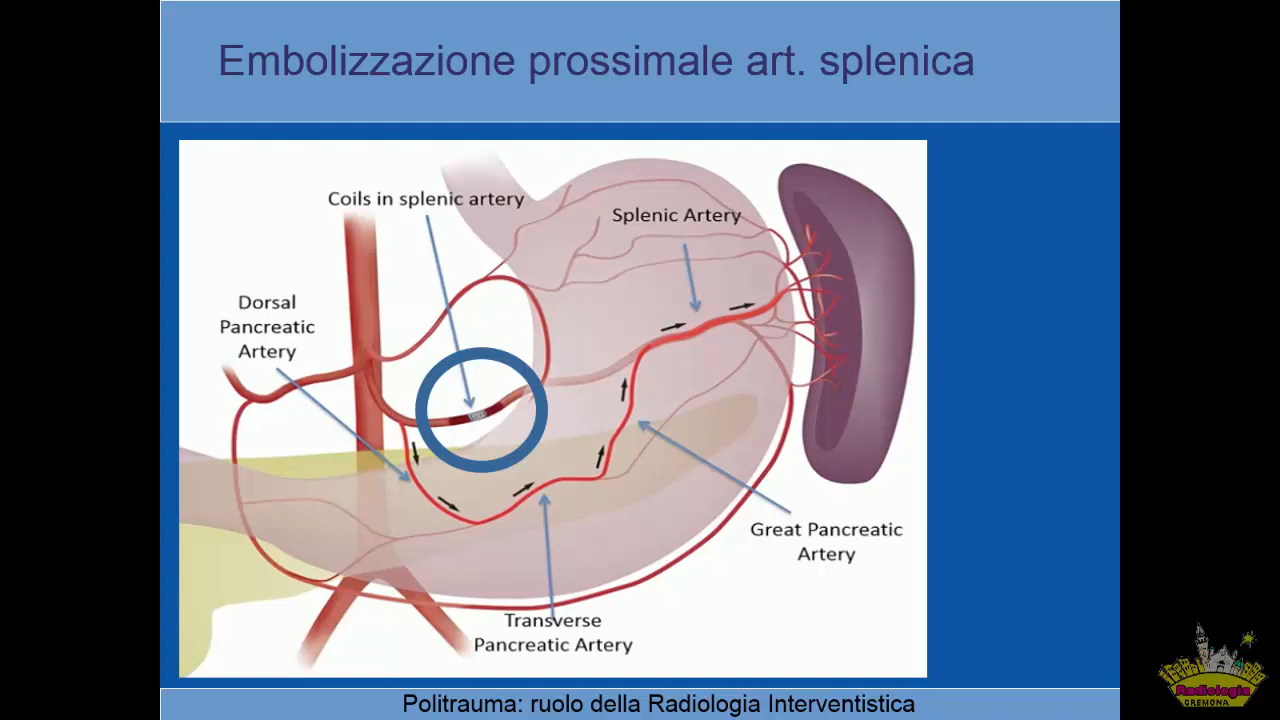 Embolizzazione prossimale art. splenica
Coils in splenic artery
Splenic Artery
Dorsal
Pancreatic
Artery
Great Pancreatic
Artery
Transverse
Pancreatic Artery
Politrauma: ruolo della Radiologia Interventistica
Radiologia
CREMONA